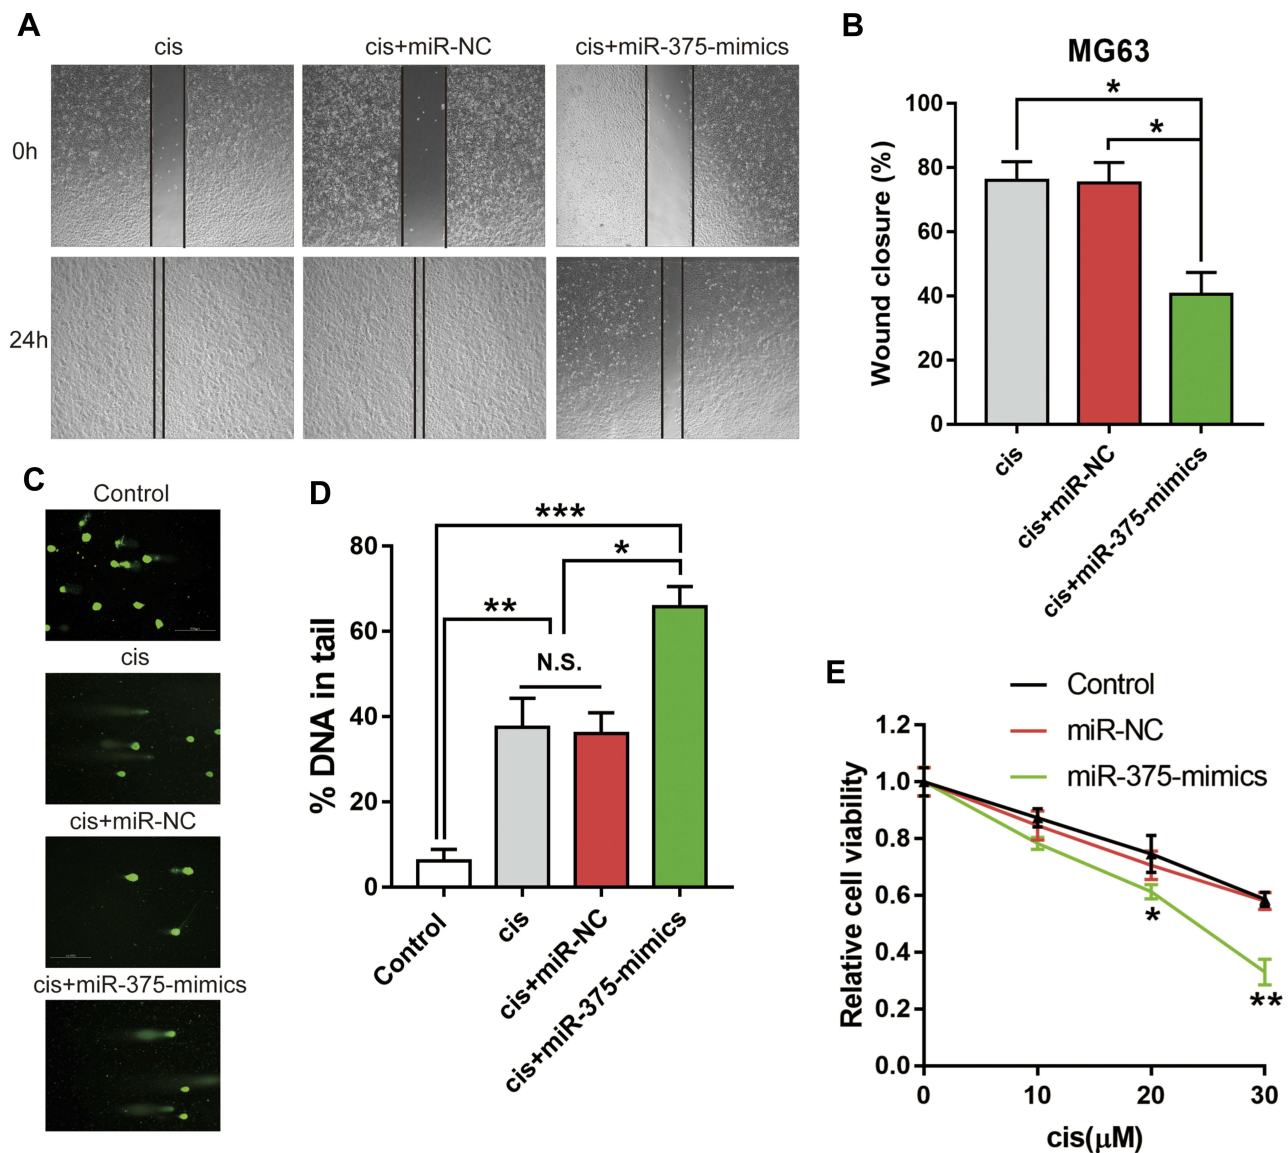 A
cis
cis+miR-NC
cis+miR-375-mimics
0h
24h
B
MG63
*
*
Wound closure (%)
100
80
60
40
20
0
cis
cis+miR-NC
cis+miR-375-mimics
C
Control
cis
cis+miR-NC
cis+miR-375-mimics
D
***
*
**
N.S.
% DNA in tail
80
60
40
20
0
Control
cis
cis+miR-NC
cis+miR-375-mimics
E
Control
miR-NC
miR-375-mimics
Relative cell viability
1.2
1.0
0.8
0.6
0.4
0.2
0.0
*
**
0 10 20 30
cis(μM)